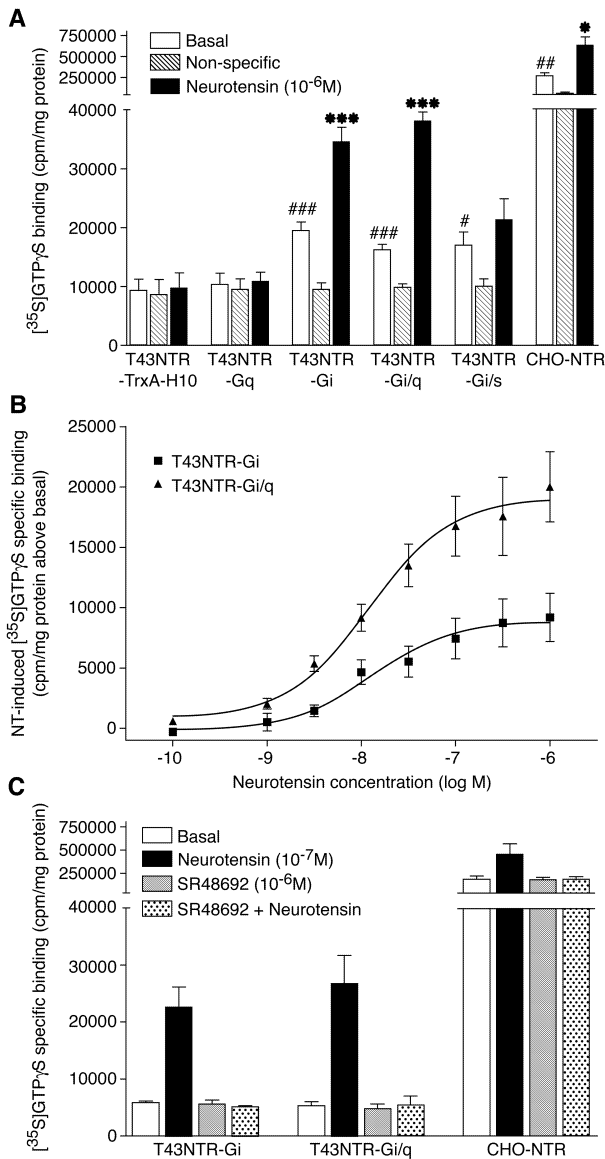 A
[35S]GTPγS binding (cpm/mg protein)
750000
500000
250000
40000
30000
20000
10000
0
Basal
Non-specific
Neurotensin (10-6M)
###
✱✱✱
###
✱✱✱
#
##
✱
T43NTR
-TrxA-H10
T43NTR
-Gq
T43NTR
-Gi
T43NTR
-Gi/q
T43NTR
-Gi/s
CHO-NTR
B
NT-induced [35S]GTPγS specific binding
(cpm/mg protein above basal)
25000
20000
15000
10000
5000
0
T43NTR-Gi
T43NTR-Gi/q
-10 -9 -8 -7 -6
Neurotensin concentration (log M)
C
[35S]GTPγS specific binding (cpm/mg protein)
750000
500000
250000
40000
30000
20000
10000
0
Basal
Neurotensin (10-7M)
SR48692 (10-6M)
SR48692 + Neurotensin
T43NTR-Gi
T43NTR-Gi/q
CHO-NTR